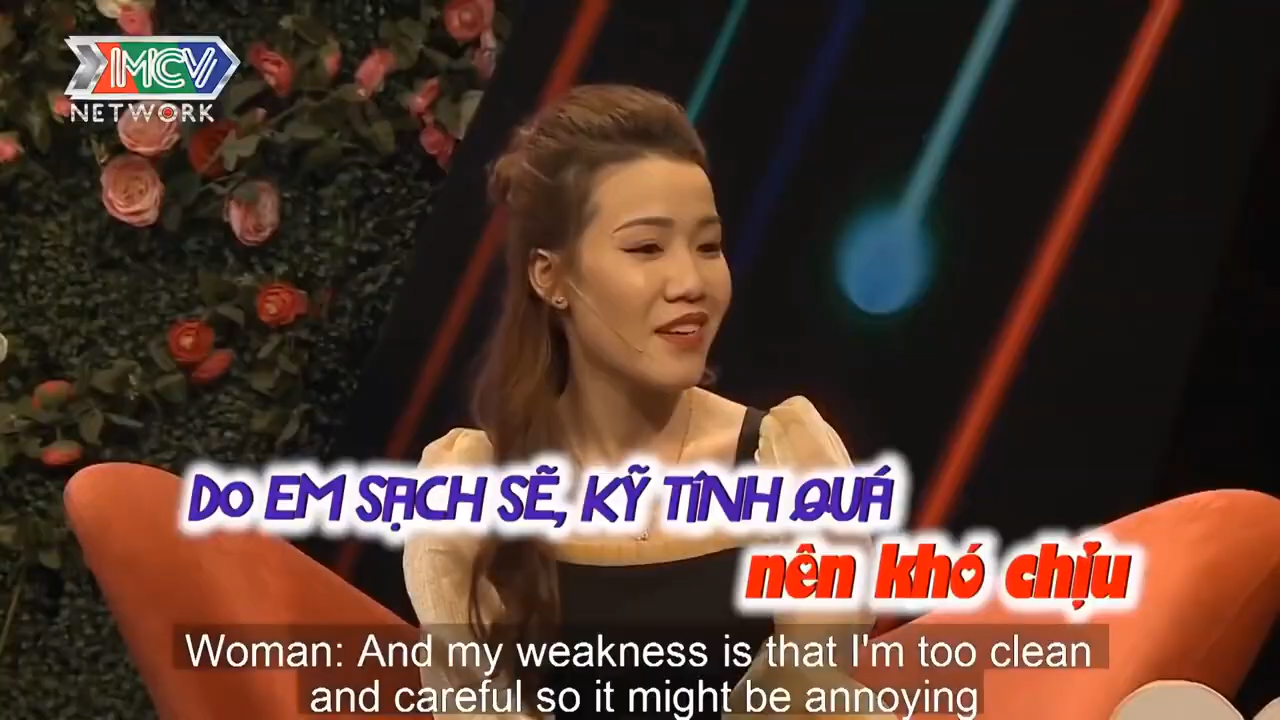 MCV
NETWORK
DO EM SẠCH SẼ, KỸ TÍNH QUÁ
nên khó chịu
Woman: And my weakness is that I'm too clean
and careful so it might be annoying